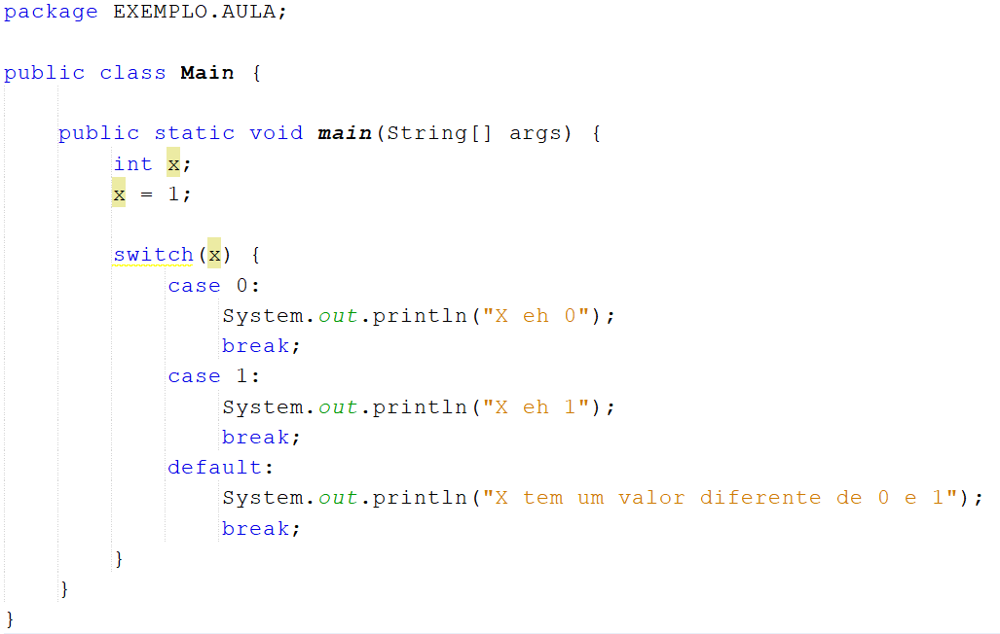 package EXEMPLO.AULA;
public class Main {
public static void main(String[] args) {
int x;
x = 1;
switch(x) {
case 0:
System.out.println("X eh 0");
break;
case 1:
System.out.println("X eh 1");
break;
default:
System.out.println("X tem um valor diferente de 0 e 1");
break;
}
}
}